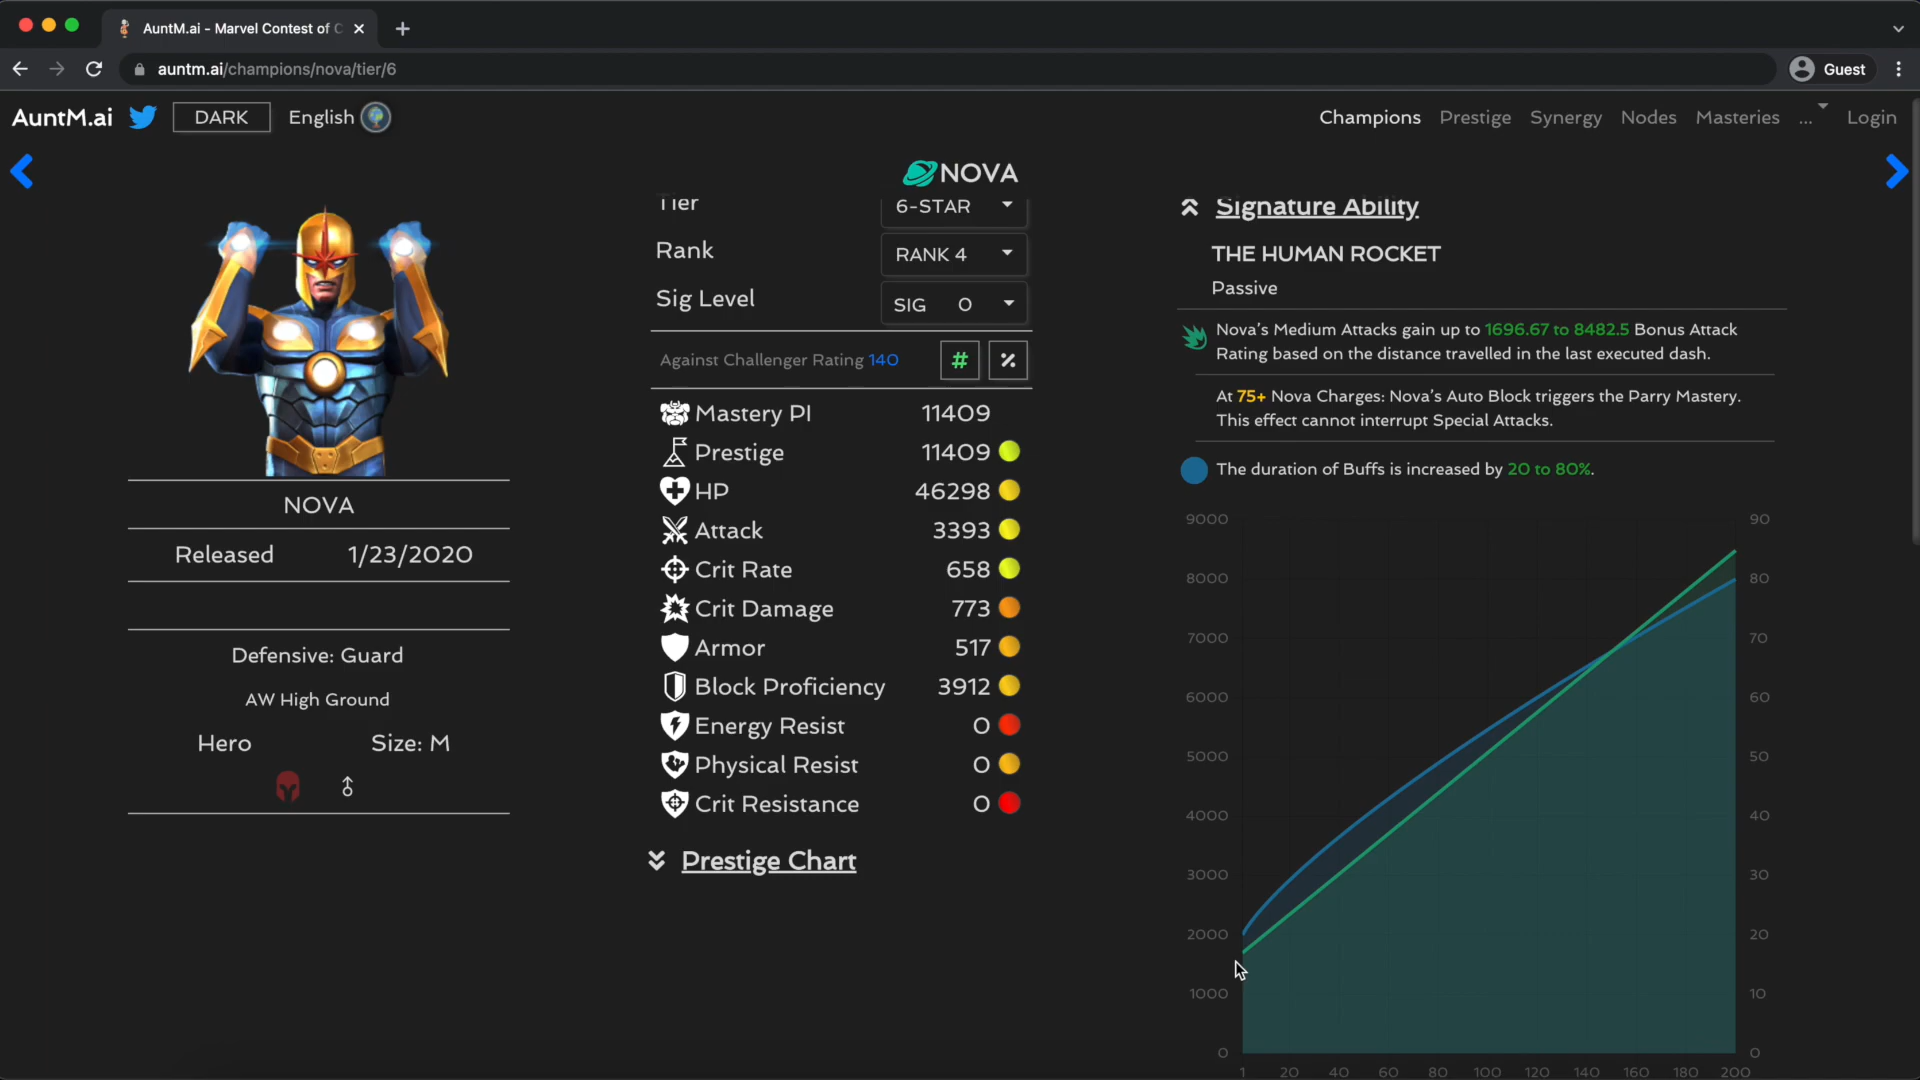 AuntM.ai - Marvel Contest of C
auntm.ai/champions/nova/tier/6
Guest
AuntM.ai
DARK
English
Champions
Prestige
Synergy
Nodes
Masteries
...
Login
NOVA
Released 1/23/2020
Defensive: Guard
AW High Ground
Hero Size: M
NOVA
Tier 6-STAR
Rank RANK 4
Sig Level SIG 0
Against Challenger Rating 140 # %
Mastery PI 11409
Prestige 11409
HP 46298
Attack 3393
Crit Rate 658
Crit Damage 773
Armor 517
Block Proficiency 3912
Energy Resist 0
Physical Resist 0
Crit Resistance 0
Prestige Chart
Signature Ability
THE HUMAN ROCKET
Passive
Nova's Medium Attacks gain up to 1696.67 to 8482.5 Bonus Attack
Rating based on the distance travelled in the last executed dash.
At 75+ Nova Charges: Nova's Auto Block triggers the Parry Mastery.
This effect cannot interrupt Special Attacks.
The duration of Buffs is increased by 20 to 80%.
9000 90
8000 80
7000 70
6000 60
5000 50
4000 40
3000 30
2000 20
1000 10
0 0
1 20 40 60 80 100 120 140 160 180 200